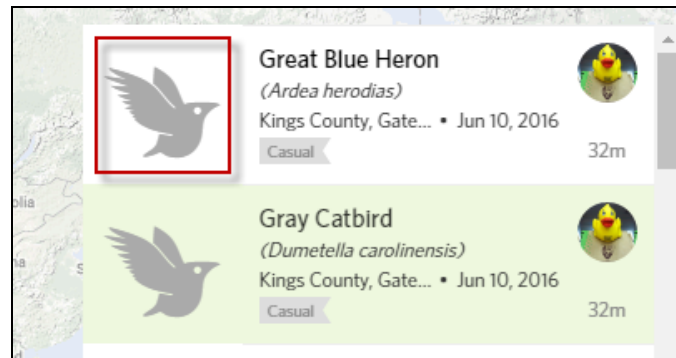 Great Blue Heron
(Ardea herodias)
Kings County, Gate... • Jun 10, 2016
Casual
32m
Gray Catbird
(Dumetella carolinensis)
Kings County, Gate... • Jun 10, 2016
Casual
32m